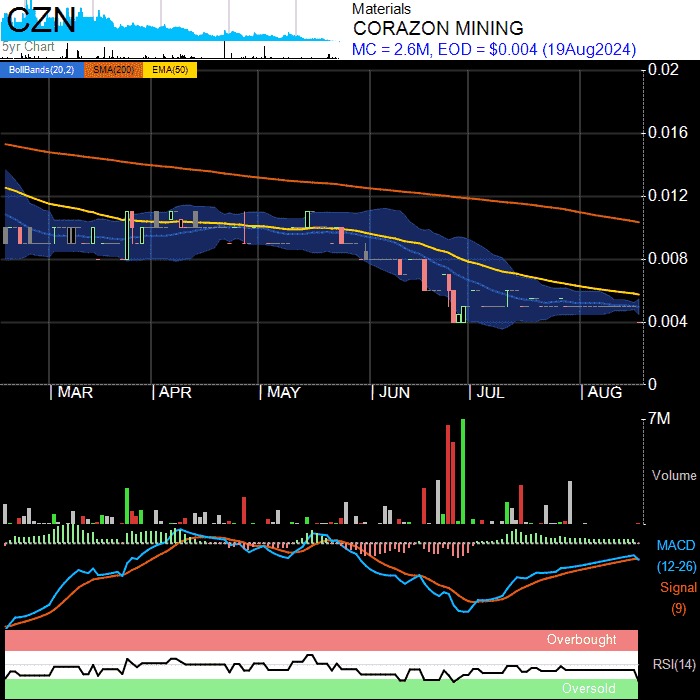 CZN
5yr Chart
Materials
CORAZON MINING
MC = 2.6M, EOD = $0.004 (19Aug2024)
BollBands(20,2) SMA(200) EMA(50)
0.02
0.016
0.012
0.008
0.004
0
MAR APR MAY JUN JUL AUG
7M
Volume
MACD
(12-26)
Signal
(9)
Overbought
RSI(14)
Oversold